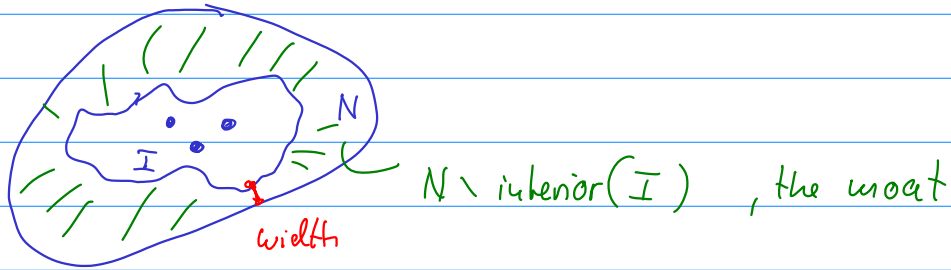 N
I
N \ interior(I) , the moat
width